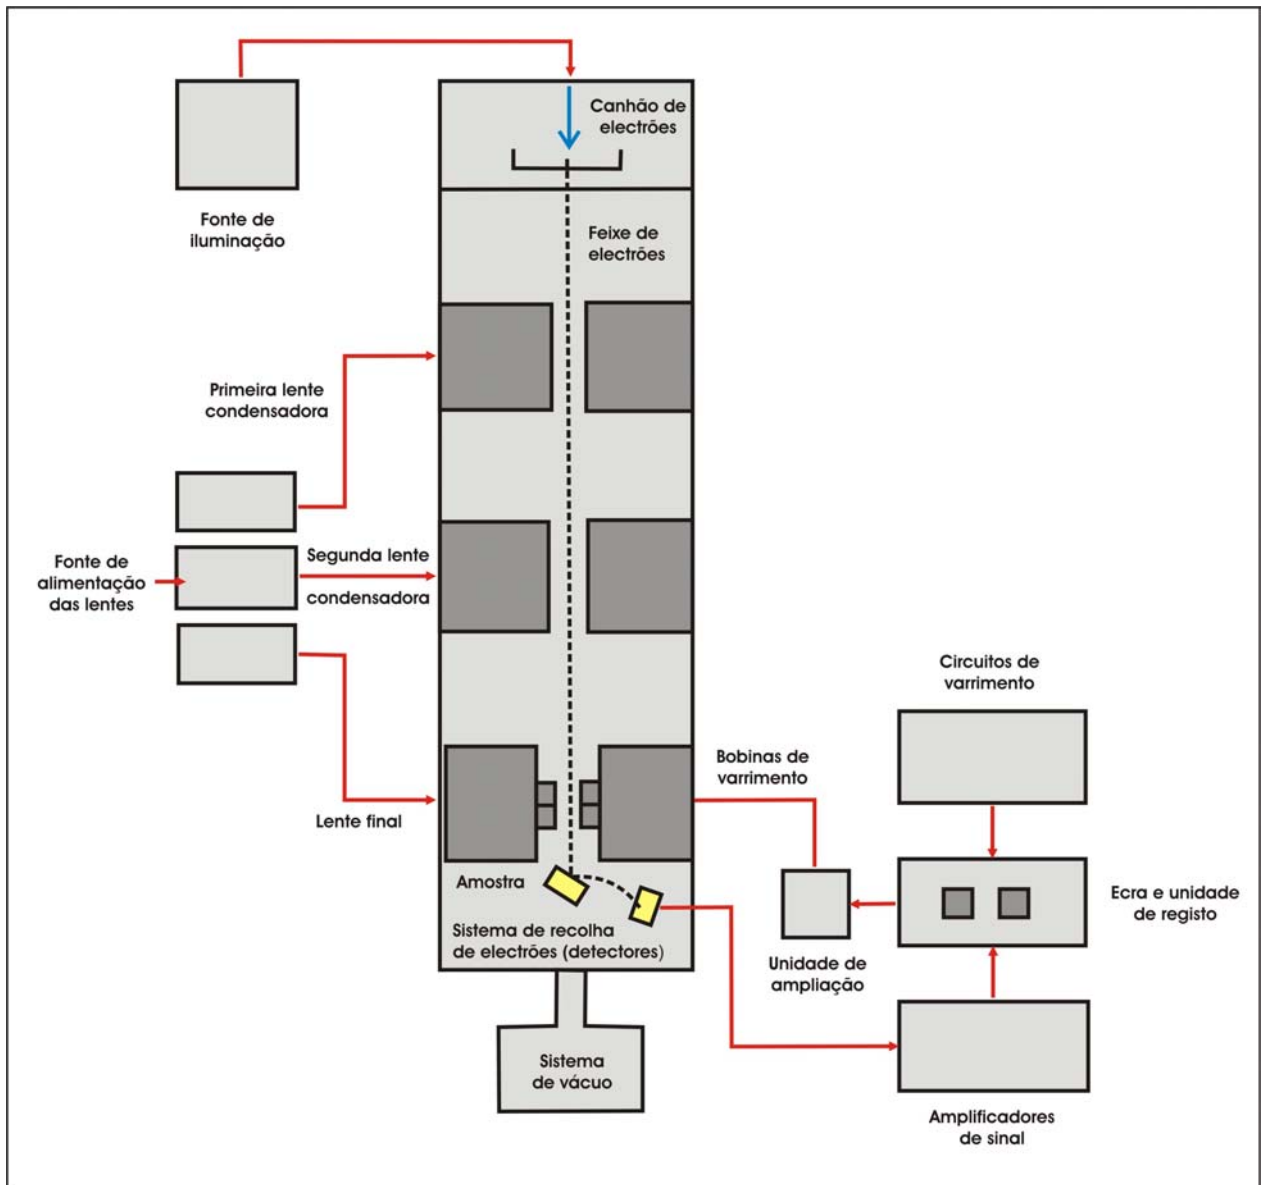 Canhão de
electrões
Fonte de
iluminação
Feixe de
electrões
Primeira lente
condensadora
Fonte de
alimentação
das lentes
Segunda lente
condensadora
Circuitos de
varrimento
Bobinas de
varrimento
Lente final
Amostra
Ecra e unidade
de registo
Sistema de recolha
de electrões (detectores)
Unidade de
ampliação
Sistema
de vácuo
Amplificadores
de sinal